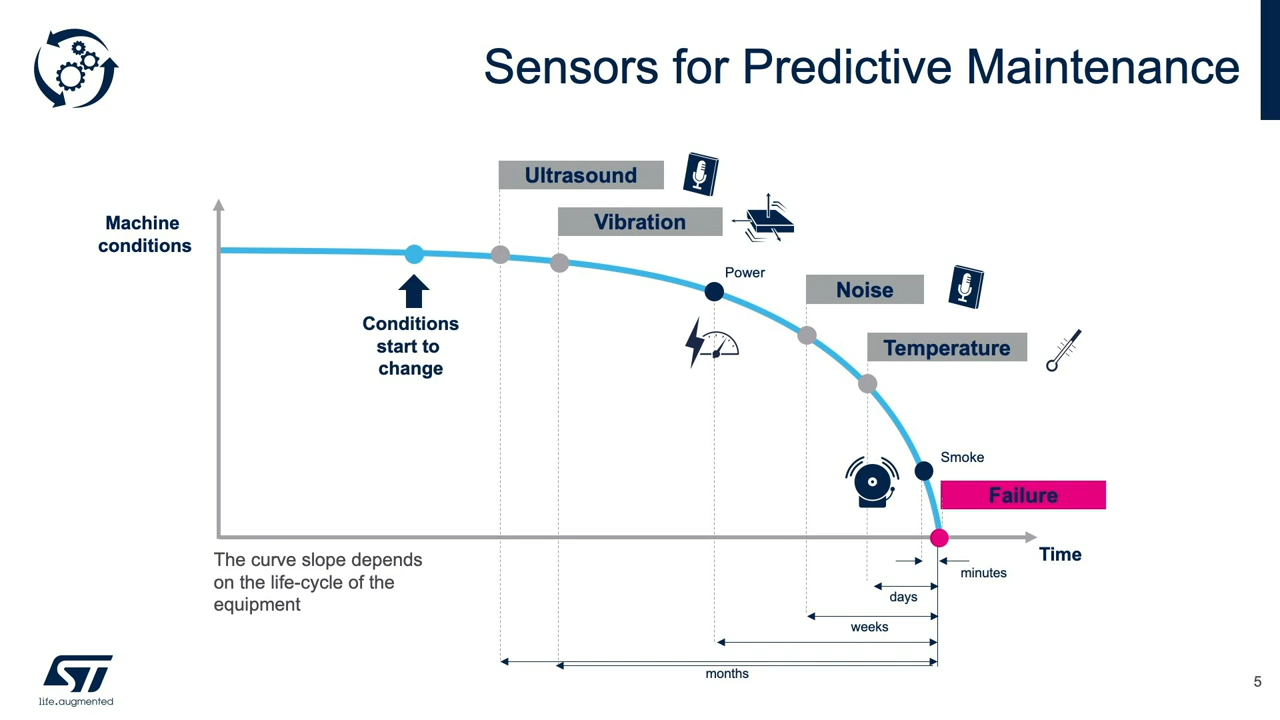 Sensors for Predictive Maintenance
Ultrasound
Vibration
Machine
conditions
Power
Noise
Conditions
start to
change
Temperature
Smoke
Failure
Time
The curve slope depends
on the life-cycle of the
equipment
minutes
days
weeks
months
ST
life.augmented
5